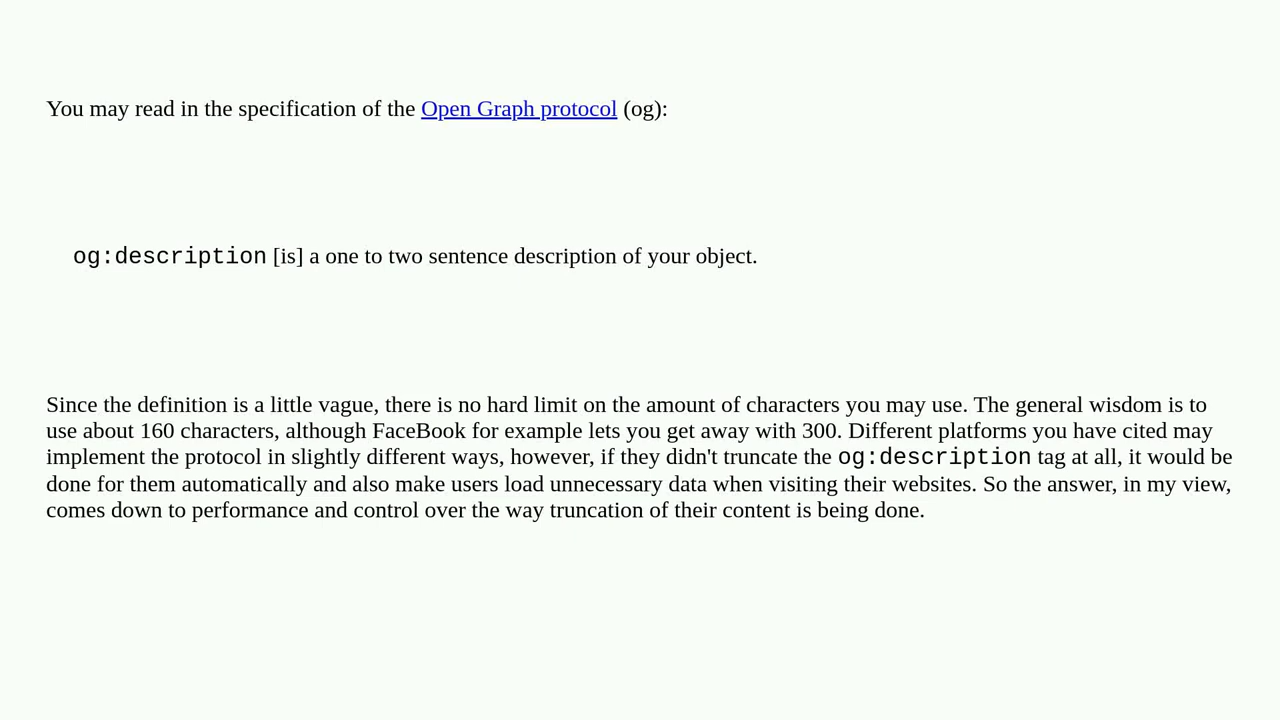 You may read in the specification of the Open Graph protocol (og):
og:description [is] a one to two sentence description of your object.
Since the definition is a little vague, there is no hard limit on the amount of characters you may use. The general wisdom is to
use about 160 characters, although FaceBook for example lets you get away with 300. Different platforms you have cited may
implement the protocol in slightly different ways, however, if they didn't truncate the og:description tag at all, it would be
done for them automatically and also make users load unnecessary data when visiting their websites. So the answer, in my view,
comes down to performance and control over the way truncation of their content is being done.